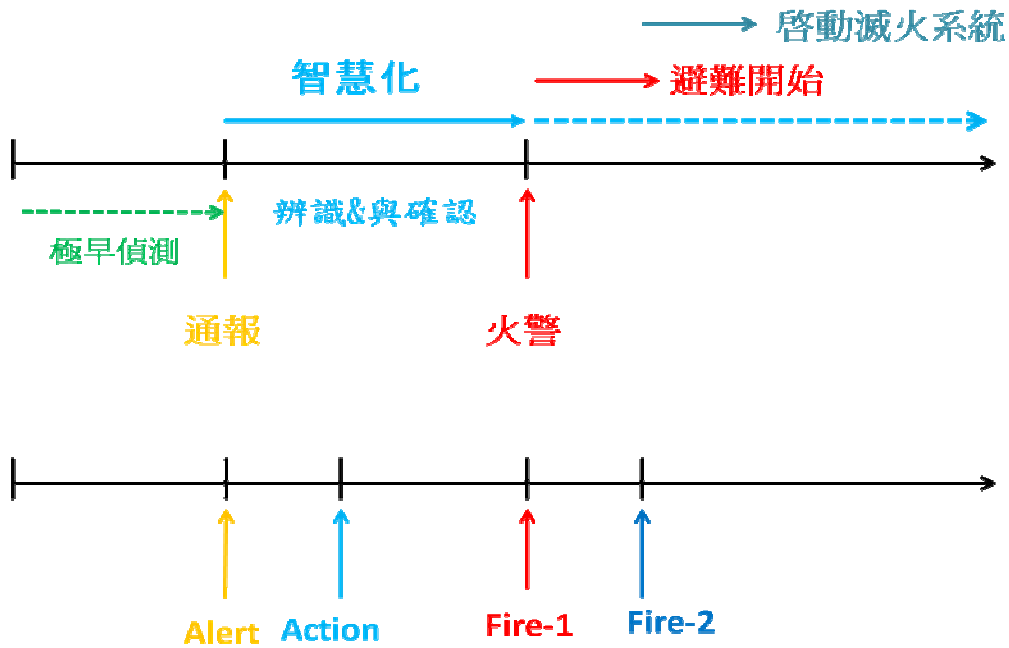 啓動滅火系統
智慧化
避難開始
辨識&與確認
極早偵測
通報
火警
Alert
Action
Fire-1
Fire-2